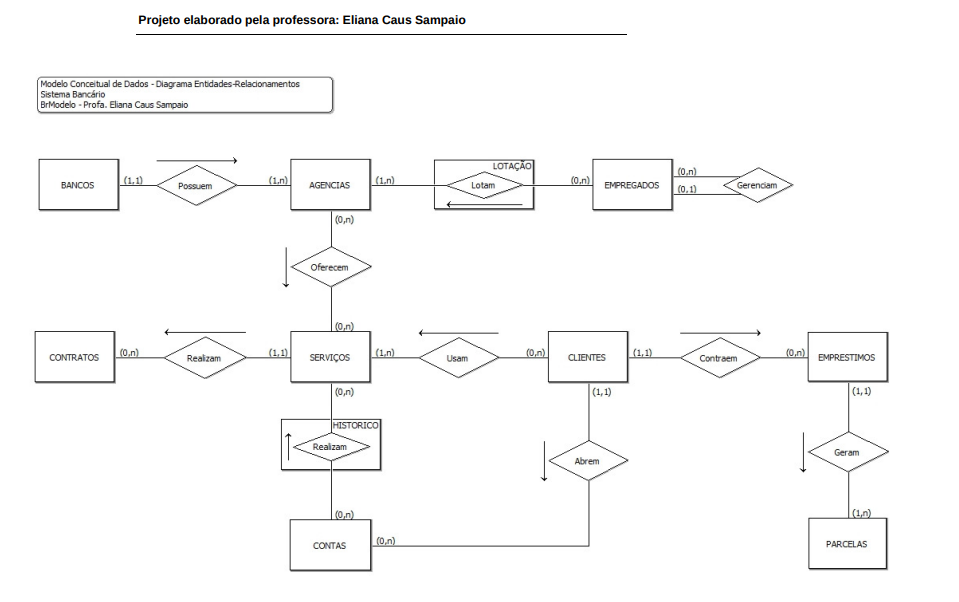 Projeto elaborado pela professora: Eliana Caus Sampaio
Modelo Conceitual de Dados - Diagrama Entidades-Relacionamentos
Sistema Bancário
BrModelo - Profa. Eliana Caus Sampaio
BANCOS (1,1) Possuem (1,n) AGENCIAS (1,n) LOTAÇÃO Lotam (0,n) EMPREGADOS (0,n) (0,1) Gerenciam
(0,n)
Oferecem
(0,n)
CONTRATOS (0,n) Realizam (1,1) SERVIÇOS (1,n) Usam (0,n) CLIENTES (1,1) Contraem (0,n) EMPRESTIMOS
(0,n) (1,1) (1,1)
HISTORICO
Realizam Abrem Geram
(0,n) (1,n)
CONTAS (0,n) PARCELAS